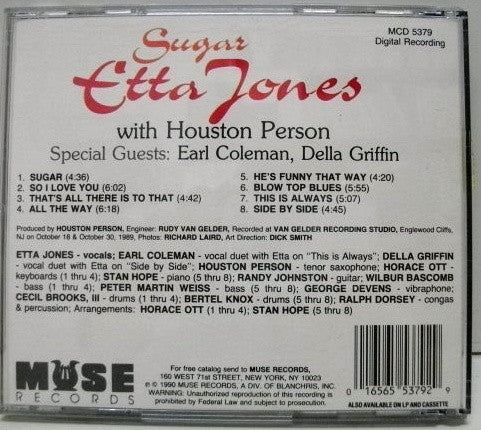 MCD 5379
Digital Recording
Sugar
Etta Jones
with Houston Person
Special Guests: Earl Coleman, Della Griffin
1. SUGAR (4:36)
2. SO I LOVE YOU (6:02)
3. THAT'S ALL THERE IS TO THAT (4:42)
4. ALL THE WAY (6:18)
5. HE'S FUNNY THAT WAY (4:20)
6. BLOW TOP BLUES (5:55)
7. THIS IS ALWAYS (5:07)
8. SIDE BY SIDE (4:45)
Produced by HOUSTON PERSON, Engineer: RUDY VAN GELDER, Recorded at VAN GELDER RECORDING STUDIO, Englewood Cliffs,
NJ on October 16 & October 30, 1989, Photos: RICHARD LAIRD, Art Direction: DICK SMITH
ETTA JONES - vocals; EARL COLEMAN - vocal duet with Etta on "This is Always"; DELLA GRIFFIN
- vocal duet with Etta on "Side by Side"; HOUSTON PERSON - tenor saxophone; HORACE OTT -
keyboards (1 thru 4); STAN HOPE - piano (5 thru 8); RANDY JOHNSTON - guitar; WILBUR BASCOMB
- bass (1 thru 4); PETER MARTIN WEISS - bass (5 thru 8); GEORGE DEVENS - vibraphone;
CECIL BROOKS, III - drums (1 thru 4); BERTEL KNOX - drums (5 thru 8); RALPH DORSEY - congas
& percussion; Arrangements: HORACE OTT (1 thru 4); STAN HOPE (5 thru 8)
MUSE
RECORDS
For free catalog send to MUSE RECORDS,
160 WEST 71st STREET, NEW YORK, NY 10023
℗ © 1990 MUSE RECORDS, A DIV. OF BLANCHRIS, INC.
WARNING: Unauthorized reproduction of this recording is
prohibited by Federal Law and subject to prosecution.
0 16565 53792 9
ALSO AVAILABLE ON LP AND CASSETTE